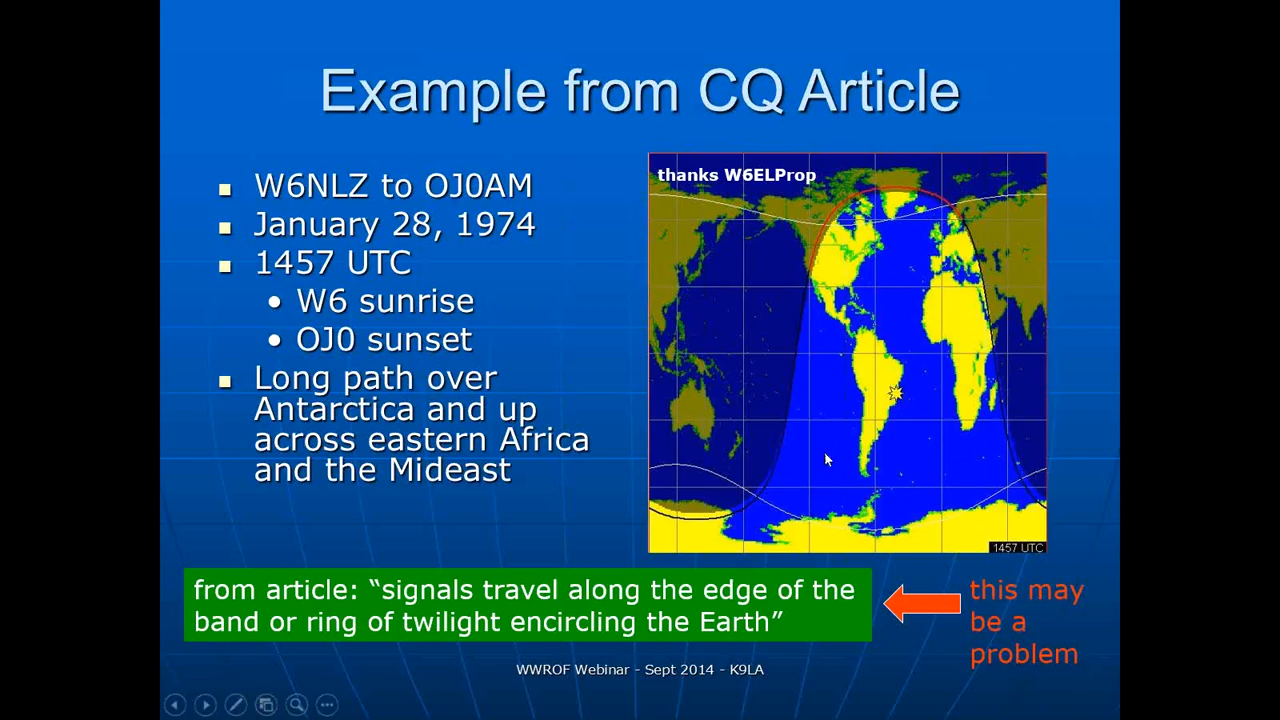 Example from CQ Article
W6NLZ to OJ0AM
January 28, 1974
1457 UTC
W6 sunrise
OJ0 sunset
Long path over
Antarctica and up
across eastern Africa
and the Mideast
thanks W6ELProp
1457 UTC
from article: “signals travel along the edge of the
band or ring of twilight encircling the Earth”
this may
be a
problem
WWROF Webinar - Sept 2014 - K9LA